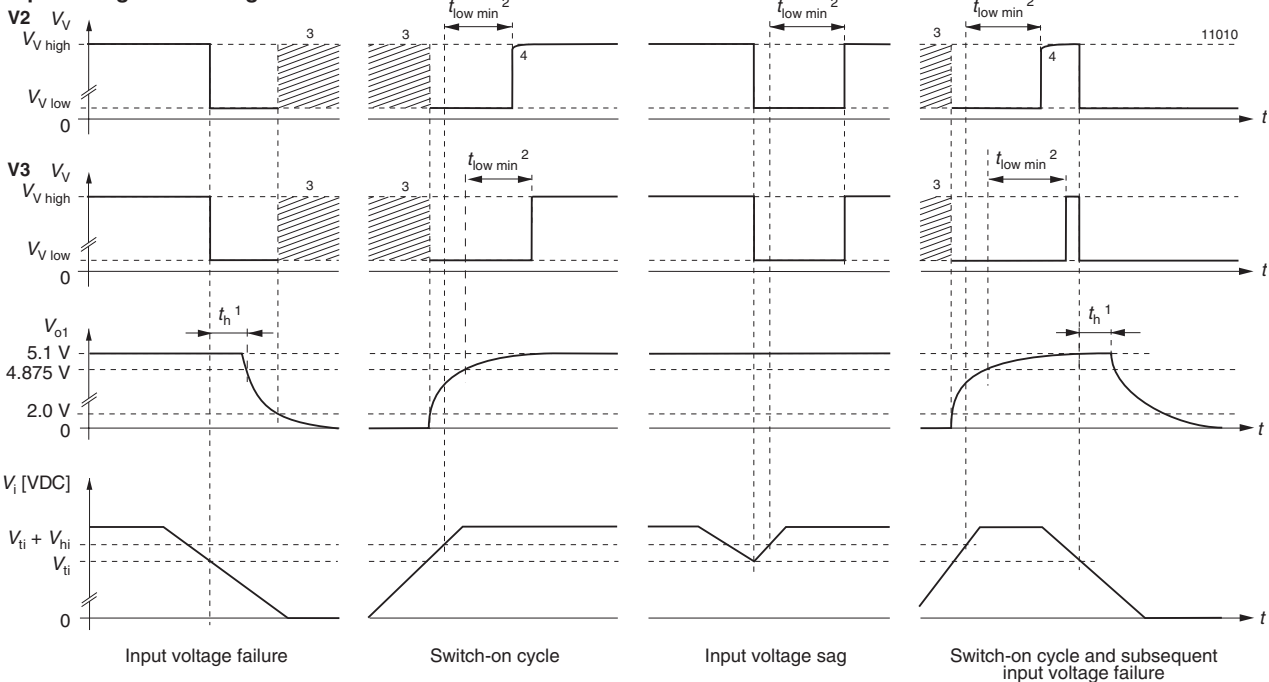 V2 V_V
t_low min 2
t_low min 2
t_low min 2
3
3
3
11010
V_V high
4
4
V_V low
0
t
V3 V_V
t_low min 2
t_low min 2
3
3
3
V_V high
V_V low
0
t
V_o1
t_h 1
t_h 1
5.1 V
4.875 V
2.0 V
0
t
V_i [VDC]
V_ti + V_hi
V_ti
0
t
Input voltage failure
Switch-on cycle
Input voltage sag
Switch-on cycle and subsequent
input voltage failure